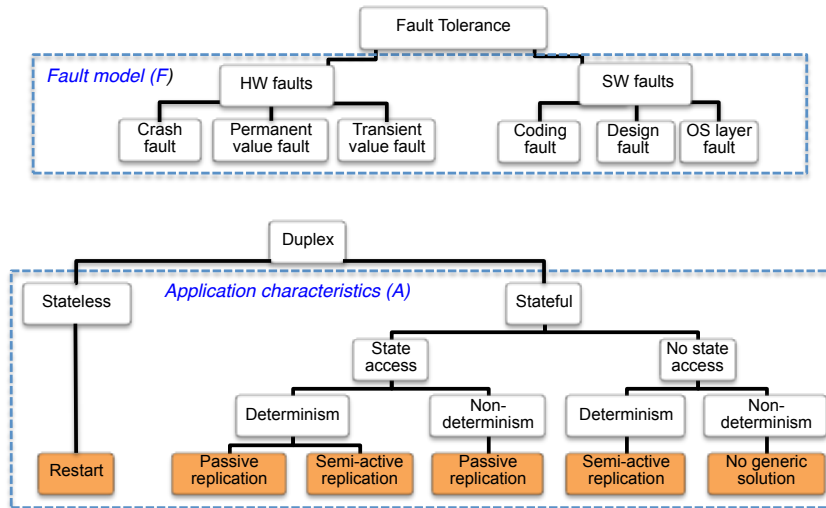 Fault Tolerance
Fault model (F)
HW faults
SW faults
Crash
fault
Permanent
value fault
Transient
value fault
Coding
fault
Design
fault
OS layer
fault
Duplex
Application characteristics (A)
Stateless
Stateful
State
access
No state
access
Determinism
Non-
determinism
Determinism
Non-
determinism
Restart
Passive
replication
Semi-active
replication
Passive
replication
Semi-active
replication
No generic
solution